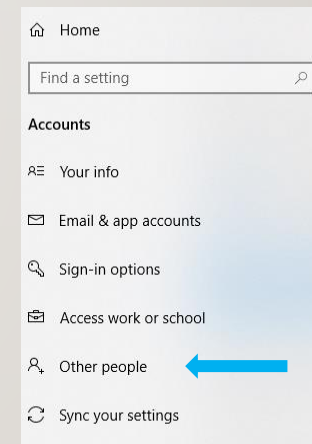 Home
Find a setting
Accounts
Your info
Email & app accounts
Sign-in options
Access work or school
Other people
Sync your settings